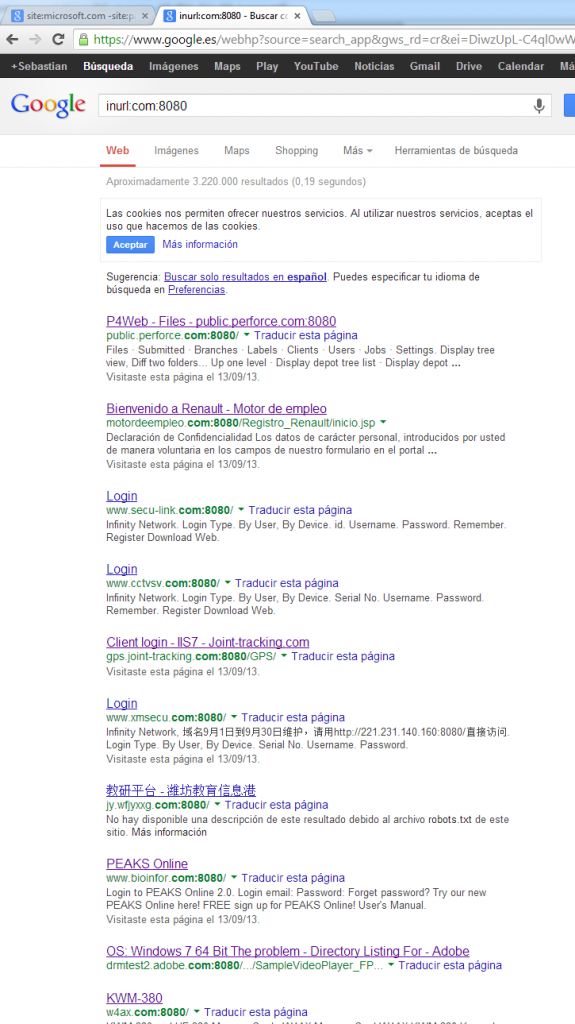 site:microsoft.com -site:p
inurl:com:8080 - Buscar co
https://www.google.es/webhp?source=search_app&gws_rd=cr&ei=DiwzUpL-C4ql0wW
+Sebastian Búsqueda Imágenes Maps Play YouTube Noticias Gmail Drive Calendar Má
Google inurl:com:8080
Web Imágenes Maps Shopping Más Herramientas de búsqueda
Aproximadamente 3.220.000 resultados (0,19 segundos)
Las cookies nos permiten ofrecer nuestros servicios. Al utilizar nuestros servicios, aceptas el
uso que hacemos de las cookies.
Aceptar Más información
Sugerencia: Buscar solo resultados en español. Puedes especificar tu idioma de
búsqueda en Preferencias.
P4Web - Files - public.perforce.com:8080
public.perforce.com:8080/ Traducir esta página
Files · Submitted · Branches · Labels · Clients · Users · Jobs · Settings. Display tree
view, Diff two folders... Up one level · Display depot tree list · Display depot ...
Visitaste esta página el 13/09/13.
Bienvenido a Renault - Motor de empleo
motordeempleo.com:8080/Registro_Renault/inicio.jsp
Declaración de Confidencialidad Los datos de carácter personal, introducidos por usted
de manera voluntaria en los campos de nuestro formulario en el portal ...
Visitaste esta página el 13/09/13.
Login
www.secu-link.com:8080/ Traducir esta página
Infinity Network. Login Type. By User, By Device. id. Username. Password. Remember.
Register Download Web.
Login
www.cctvsv.com:8080/ Traducir esta página
Infinity Network. Login Type. By User, By Device. Serial No. Username. Password.
Remember. Register Download Web.
Client login - IIS7 - Joint-tracking.com
gps.joint-tracking.com:8080/GPS/ Traducir esta página
Visitaste esta página el 13/09/13.
Login
www.xmsecu.com:8080/ Traducir esta página
Infinity Network, 域名9月1日到9月30日维护，请用http://221.231.140.160:8080/直接访问.
Login Type. By User, By Device. Serial No. Username. Password.
Visitaste esta página el 13/09/13.
教研平台 - 潍坊教育信息港
jy.wfjyxxg.com:8080/ Traducir esta página
No hay disponible una descripción de este resultado debido al archivo robots.txt de este
sitio. Más información
PEAKS Online
www.bioinfor.com:8080/ Traducir esta página
Login to PEAKS Online 2.0. Login email: Password: Forget password? Try our new
PEAKS Online here! FREE sign up for PEAKS Online! User's Manual.
Visitaste esta página el 13/09/13.
OS: Windows 7 64 Bit The problem - Directory Listing For - Adobe
drmtest2.adobe.com:8080/.../SampleVideoPlayer_FP... Traducir esta página
KWM-380
w4ax.com:8080/ Traducir esta página